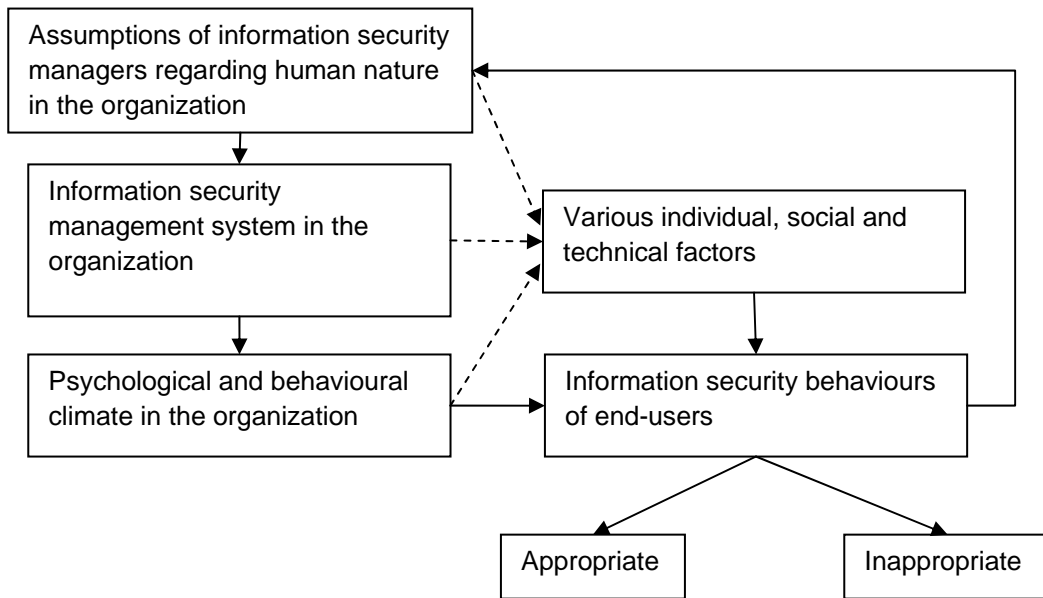 Assumptions of information security
managers regarding human nature
in the organization
Information security
management system in the
organization
Various individual, social and
technical factors
Psychological and behavioural
climate in the organization
Information security behaviours
of end-users
Appropriate
Inappropriate